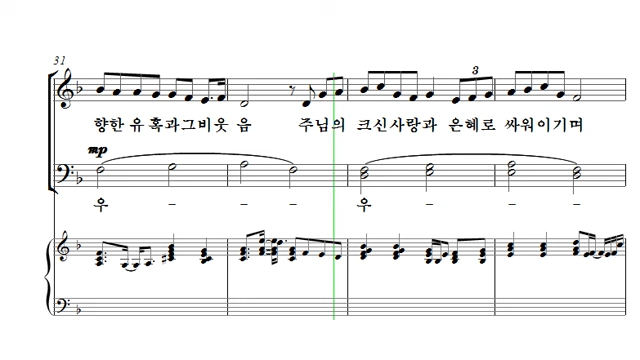 31
향한 유 혹과그비웃 음 주님의 크신사랑과 은혜로 싸워이기며
3
mp
우 - - - 우 - - -